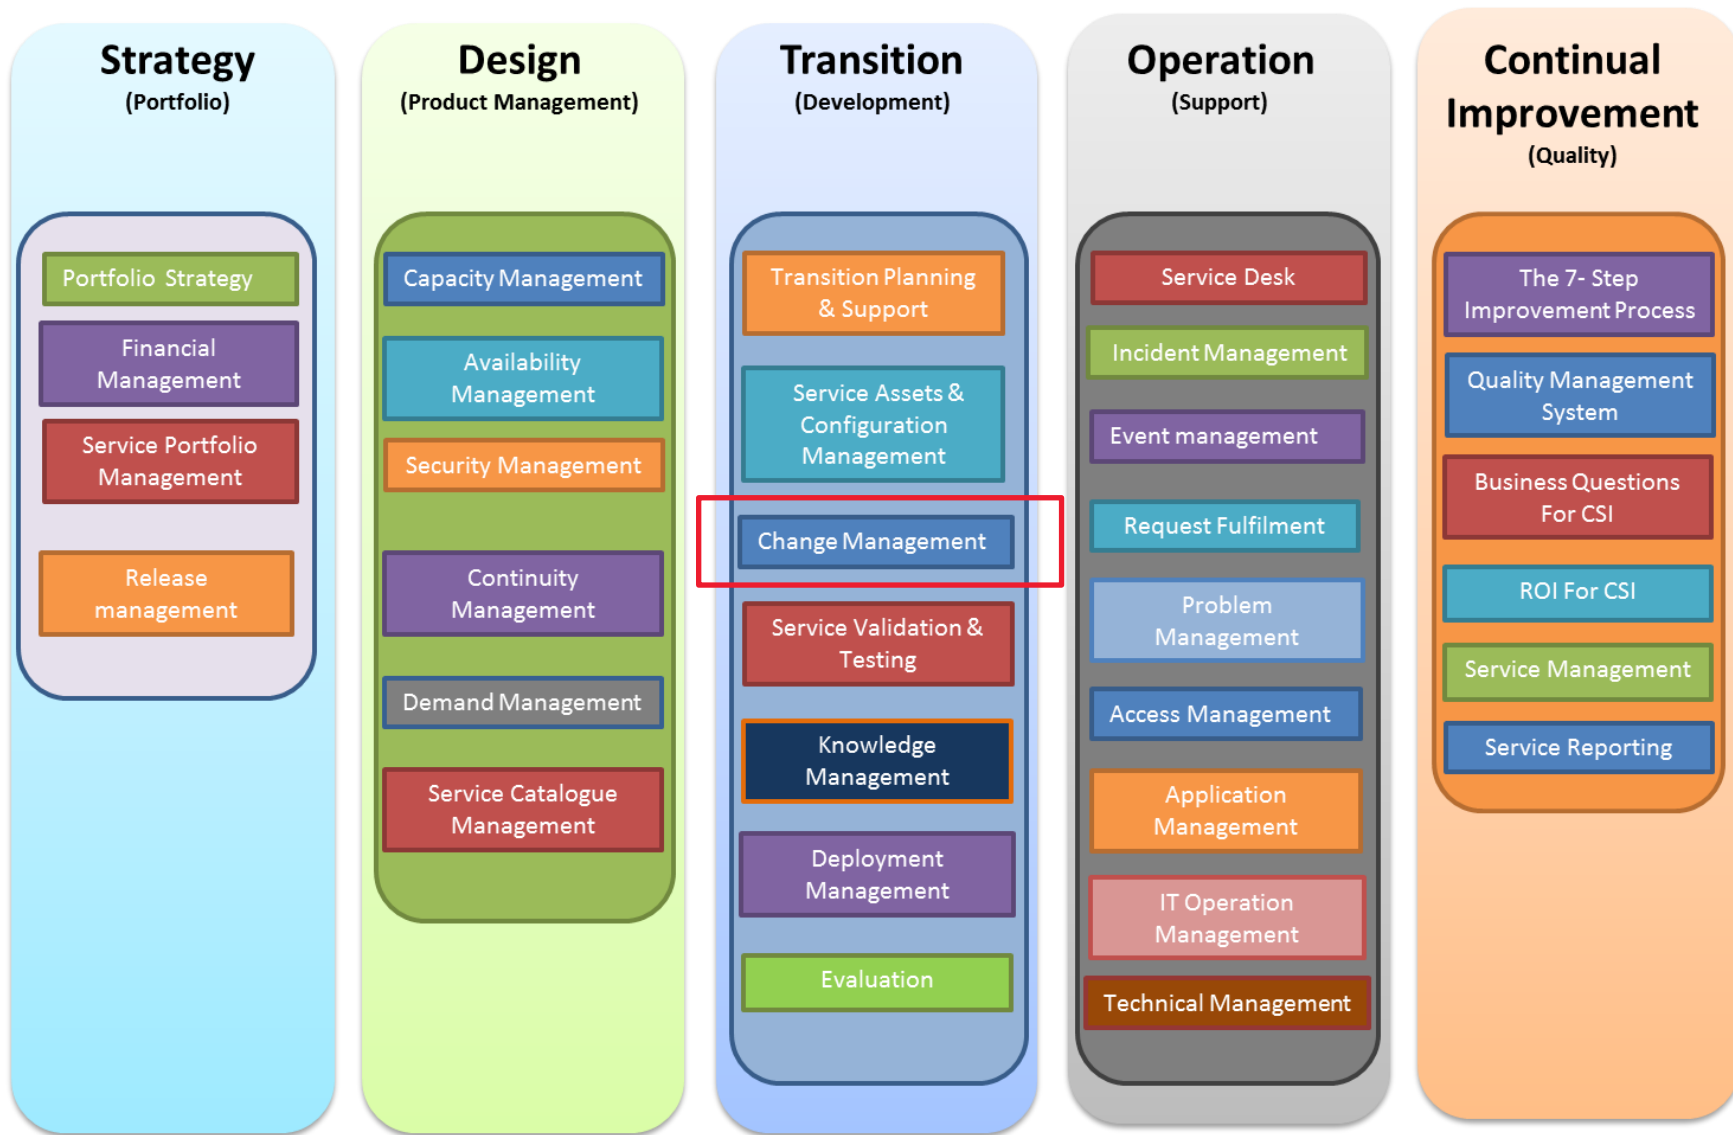 Strategy
(Portfolio)
Portfolio Strategy
Financial
Management
Service Portfolio
Management
Release
management
Design
(Product Management)
Capacity Management
Availability
Management
Security Management
Continuity
Management
Demand Management
Service Catalogue
Management
Transition
(Development)
Transition Planning
& Support
Service Assets &
Configuration
Management
Change Management
Service Validation &
Testing
Knowledge
Management
Deployment
Management
Evaluation
Operation
(Support)
Service Desk
Incident Management
Event management
Request Fulfilment
Problem
Management
Access Management
Application
Management
IT Operation
Management
Technical Management
Continual
Improvement
(Quality)
The 7- Step
Improvement Process
Quality Management
System
Business Questions
For CSI
ROI For CSI
Service Management
Service Reporting